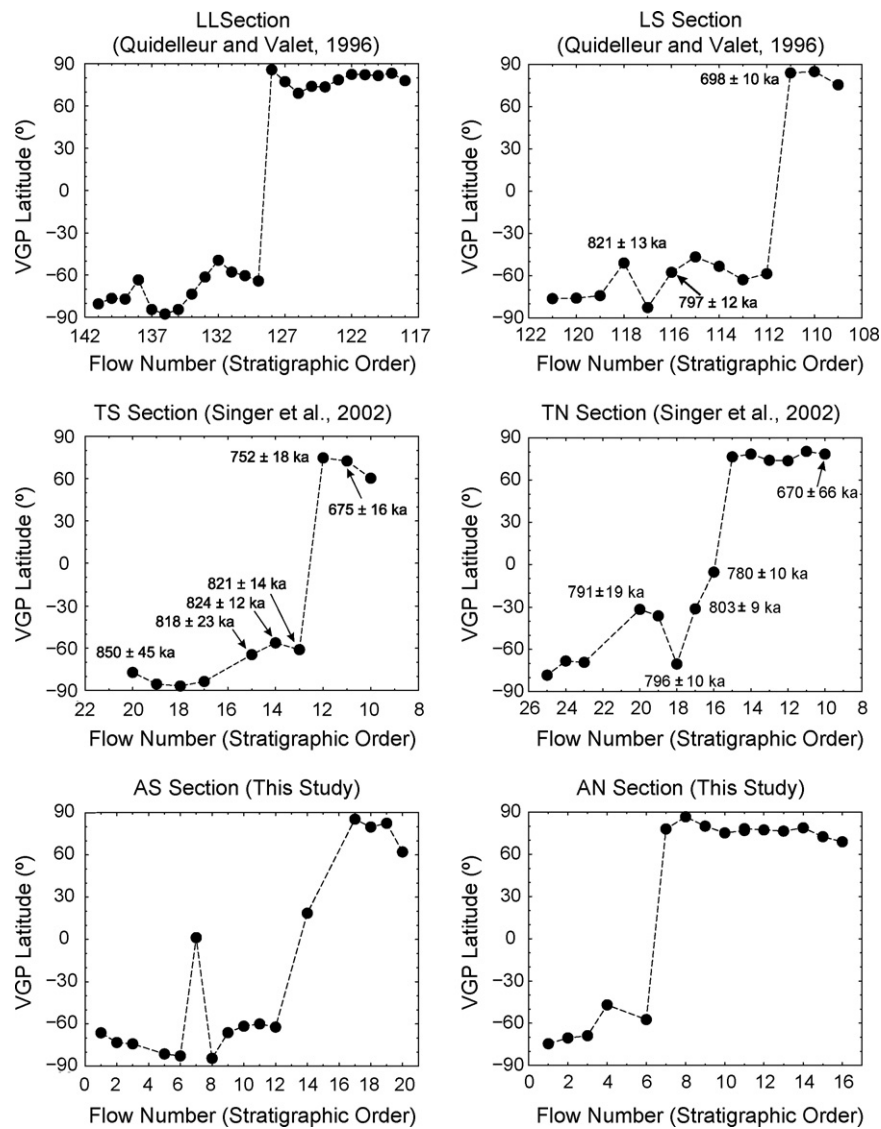 LLSection
(Quidelleur and Valet, 1996)
90
60
30
0
−30
−60
−90
VGP Latitude (º)
142 137 132 127 122 117
Flow Number (Stratigraphic Order)
LS Section
(Quidelleur and Valet, 1996)
90
60
30
0
−30
−60
−90
VGP Latitude (º)
698 ± 10 ka
821 ± 13 ka
797 ± 12 ka
122 120 118 116 114 112 110 108
Flow Number (Stratigraphic Order)
TS Section (Singer et al., 2002)
90
60
30
0
−30
−60
−90
VGP Latitude (º)
752 ± 18 ka
675 ± 16 ka
821 ± 14 ka
824 ± 12 ka
818 ± 23 ka
850 ± 45 ka
22 20 18 16 14 12 10 8
Flow Number (Stratigraphic Order)
TN Section (Singer et al., 2002)
90
60
30
0
−30
−60
−90
VGP Latitude (º)
670 ± 66 ka
780 ± 10 ka
791 ± 19 ka
803 ± 9 ka
796 ± 10 ka
26 24 22 20 18 16 14 12 10 8
Flow Number (Stratigraphic Order)
AS Section (This Study)
90
60
30
0
−30
−60
−90
VGP Latitude (º)
0 2 4 6 8 10 12 14 16 18 20
Flow Number (Stratigraphic Order)
AN Section (This Study)
90
60
30
0
−30
−60
−90
VGP Latitude (º)
0 2 4 6 8 10 12 14 16
Flow Number (Stratigraphic Order)